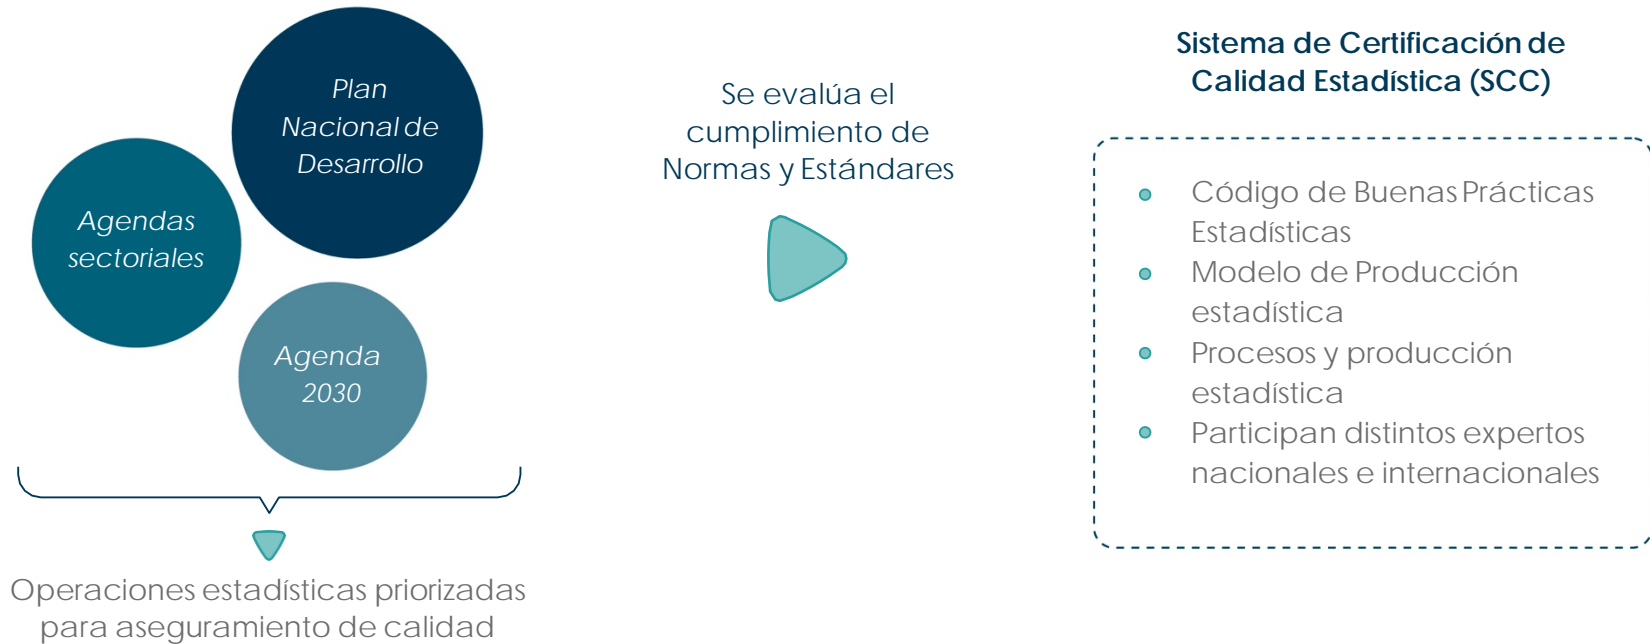 Plan
Nacional de
Desarrollo
Agendas
sectoriales
Agenda
2030
Operaciones estadísticas priorizadas
para aseguramiento de calidad
Se evalúa el
cumplimiento de
Normas y Estándares
Sistema de Certificación de
Calidad Estadística (SCC)
Código de Buenas Prácticas
Estadísticas
Modelo de Producción
estadística
Procesos y producción
estadística
Participan distintos expertos
nacionales e internacionales